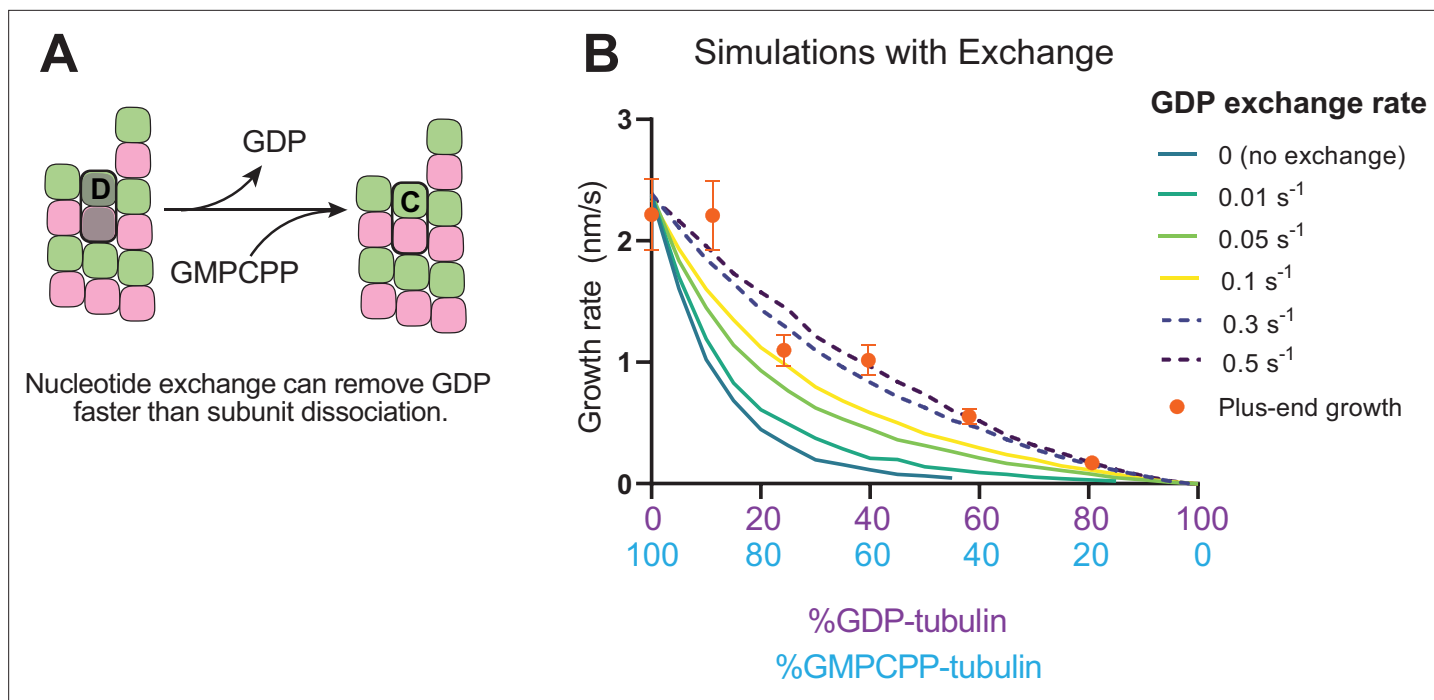 A
D
GDP
GMPCPP
C
Nucleotide exchange can remove GDP
faster than subunit dissociation.
B
Simulations with Exchange
Growth rate (nm/s)
3
2
1
0
0 20 40 60 80 100
100 80 60 40 20 0
%GDP-tubulin
%GMPCPP-tubulin
GDP exchange rate
0 (no exchange)
0.01 s⁻¹
0.05 s⁻¹
0.1 s⁻¹
0.3 s⁻¹
0.5 s⁻¹
Plus-end growth